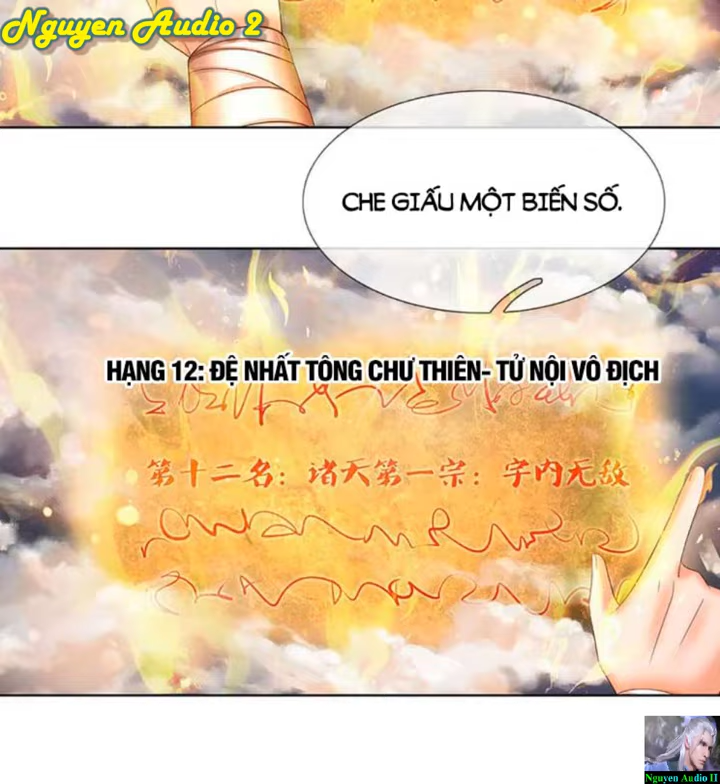 Nguyen Audio 2
CHE GIẤU MỘT BIẾN SỐ.
HẠNG 12: ĐỆ NHẤT TÔNG CHƯ THIÊN- TỬ NỘI VÔ ĐỊCH
第十二名：诸天第一宗：字内无敌
Nguyen Audio II